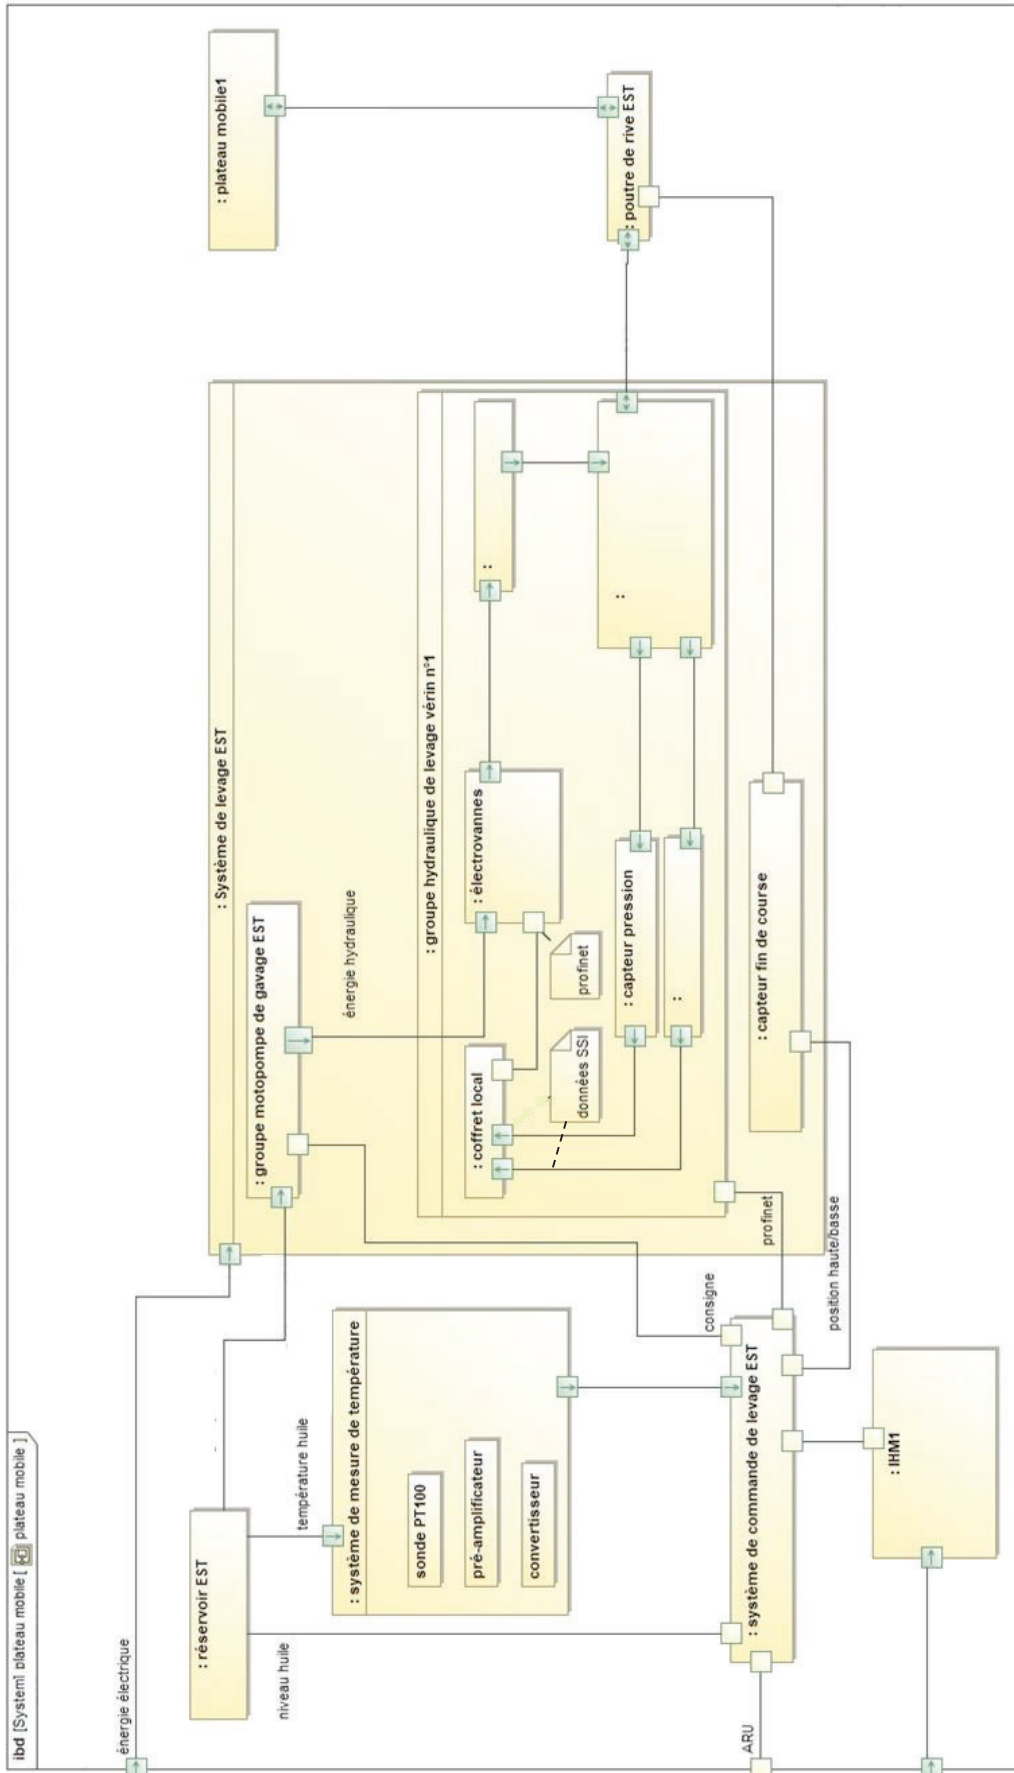 ibd [System] plateau mobile [ plateau mobile ]
énergie électrique
: réservoir EST
niveau huile
température huile
: système de mesure de température
sonde PT100
pré-amplificateur
convertisseur
: Système de levage EST
: groupe motopompe de gavage EST
énergie hydraulique
: groupe hydraulique de levage vérin n°1
: coffret local
: électrovannes
:
profinet
données SSI
: capteur pression
:
:
: capteur fin de course
profinet
position haute/basse
consigne
: système de commande de levage EST
ARU
: IHM1
: plateau mobile1
: poutre de rive EST